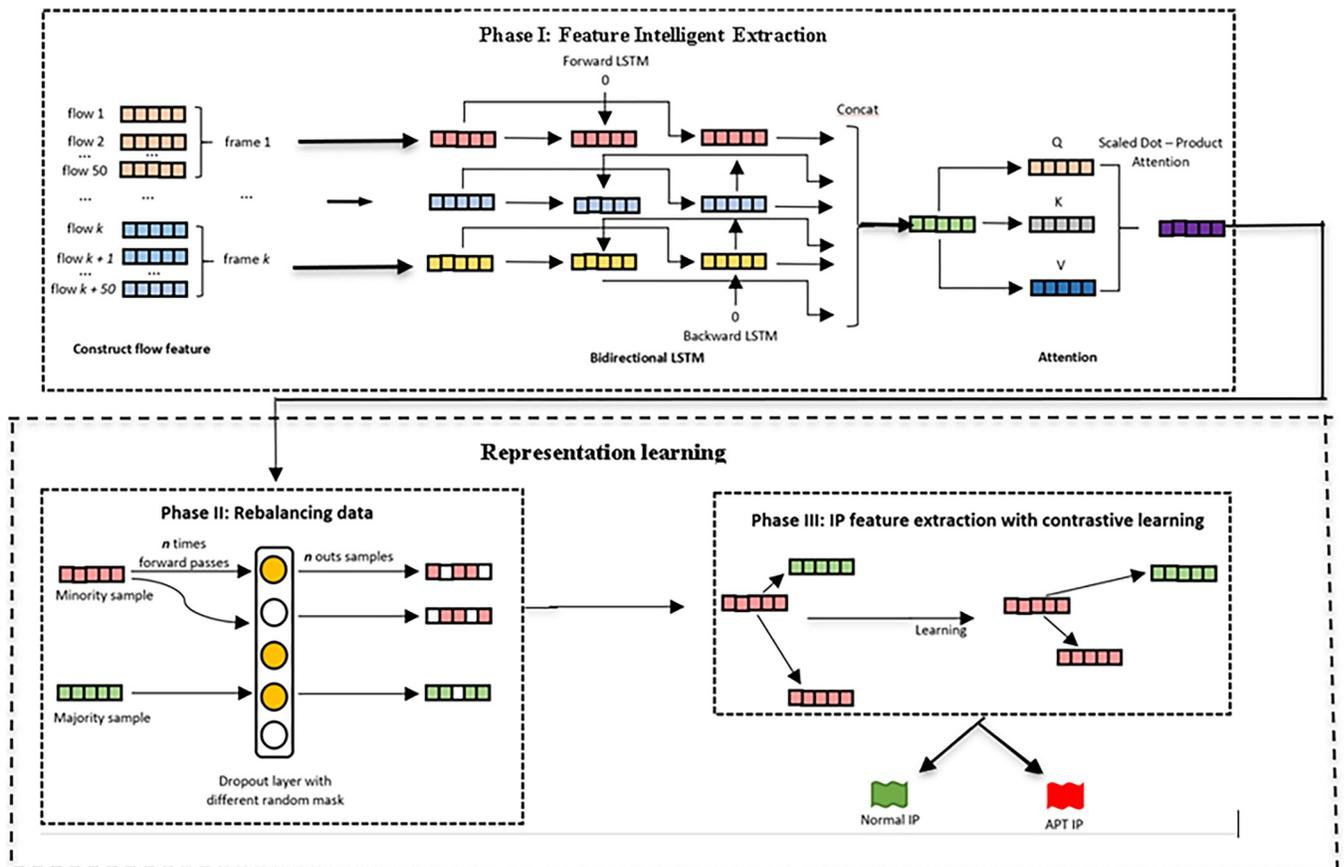 Phase I: Feature Intelligent Extraction
Forward LSTM
0
flow 1
flow 2
...
...
flow 50
frame 1
...
...
...
flow k
flow k + 1
...
...
flow k + 50
frame k
Construct flow feature
0
Backward LSTM
Bidirectional LSTM
Concat
Q
K
V
Scaled Dot – Product
Attention
Attention
Representation learning
Phase II: Rebalancing data
n times
forward passes
n outs samples
Minority sample
Majority sample
Dropout layer with
different random mask
Phase III: IP feature extraction with contrastive learning
Learning
Normal IP
APT IP